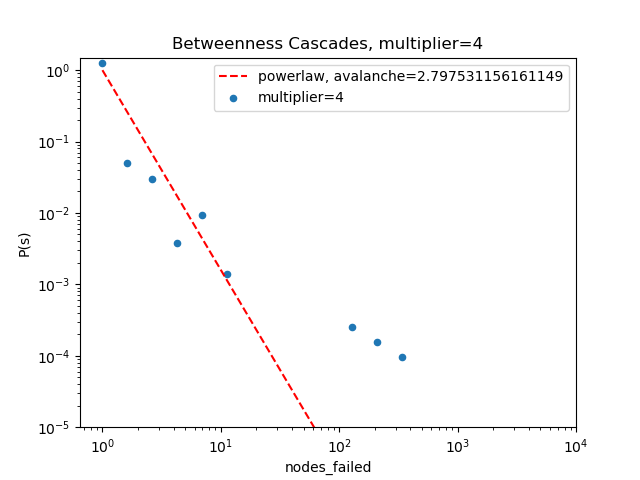 Betweenness Cascades, multiplier=4
powerlaw, avalanche=2.797531156161149
multiplier=4
P(s)
10^0
10^-1
10^-2
10^-3
10^-4
10^-5
10^0 10^1 10^2 10^3 10^4
nodes_failed